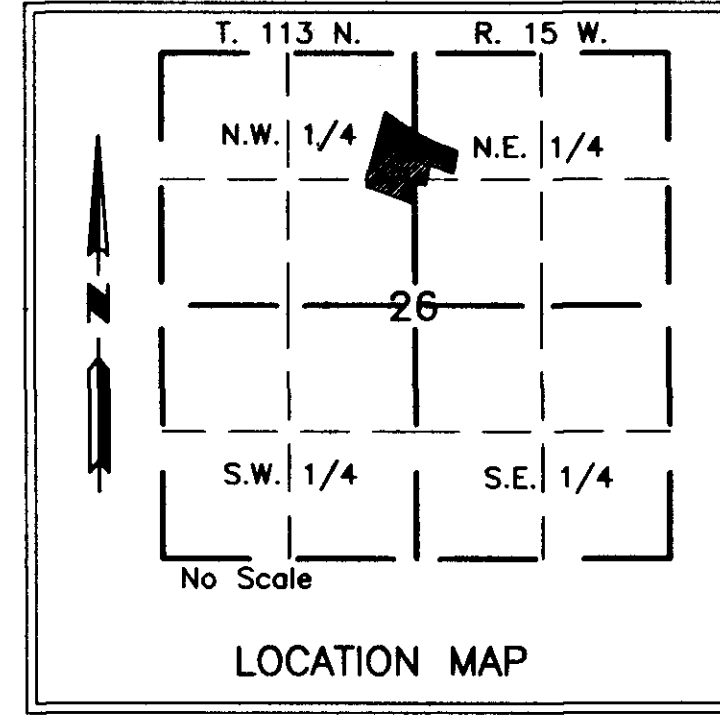 T. 113 N. R. 15 W.
N.W. 1/4 N.E. 1/4
N
26
S.W. 1/4 S.E. 1/4
No Scale
LOCATION MAP